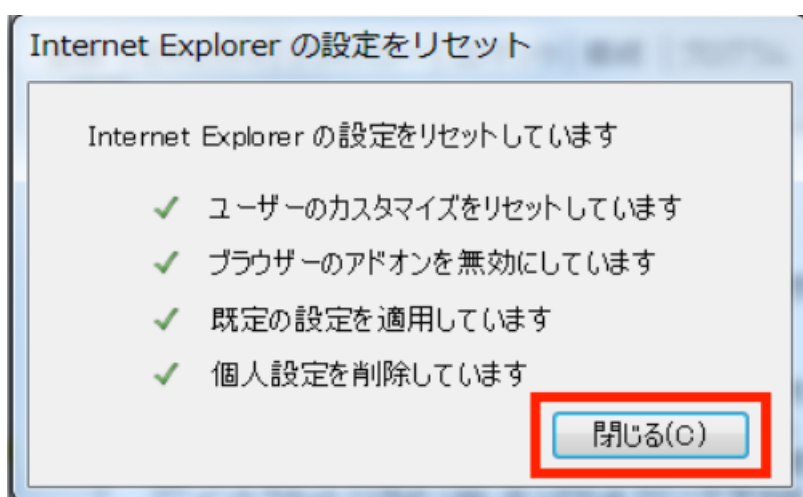 Internet Explorer の設定をリセット
Internet Explorer の設定をリセットしています
ユーザーのカスタマイズをリセットしています
ブラウザーのアドオンを無効にしています
既定の設定を適用しています
個人設定を削除しています
閉じる(C)